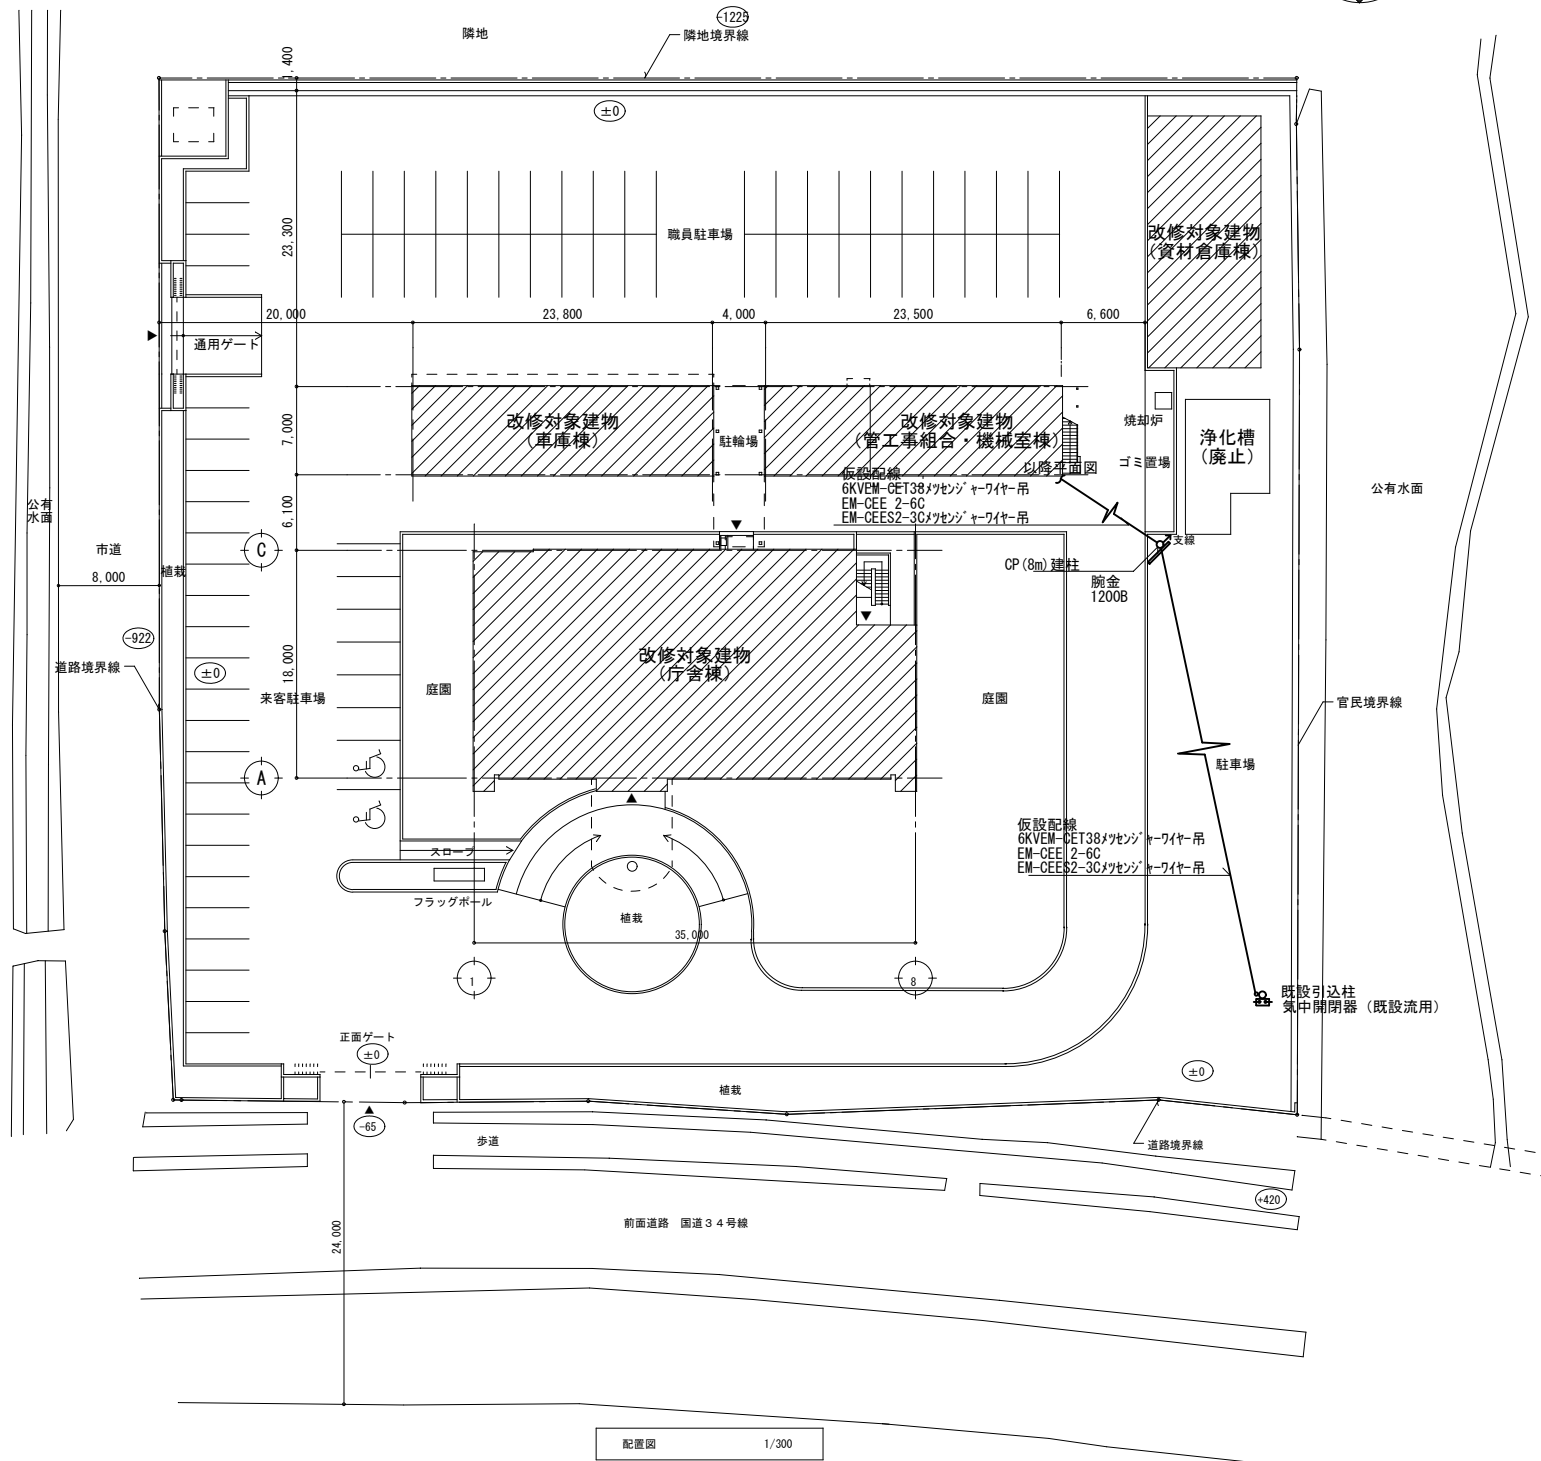 -1225
隣地
隣地境界線
1,400
±0
23,300
職員駐車場
改修対象建物
(資材倉庫棟)
20,000
23,800
4,000
23,500
6,600
通用ゲート
7,000
改修対象建物
(車庫棟)
駐輪場
改修対象建物
(管工事組合・機械室棟)
焼却炉
ゴミ置場
浄化槽
(廃止)
以降平面図
仮設配線
6KVEM-CET38メッセンジャーワイヤー吊
EM-CEE 2-6C
EM-CEES2-3Cメッセンジャーワイヤー吊
公有
水面
公有水面
6,100
市道
8,000
植栽
C
支線
CP(8m)建柱
腕金
1200B
-922
道路境界線
±0
18,000
来客駐車場
庭園
改修対象建物
(庁舎棟)
庭園
官民境界線
A
駐車場
仮設配線
6KVEM-CET38メッセンジャーワイヤー吊
EM-CEE 2-6C
EM-CEES2-3Cメッセンジャーワイヤー吊
スロープ
フラッグポール
植栽
35,000
1
8
既設引込柱
気中開閉器(既設流用)
正面ゲート
±0
±0
植栽
-65
歩道
道路境界線
+420
24,000
前面道路 国道34号線
配置図 1/300